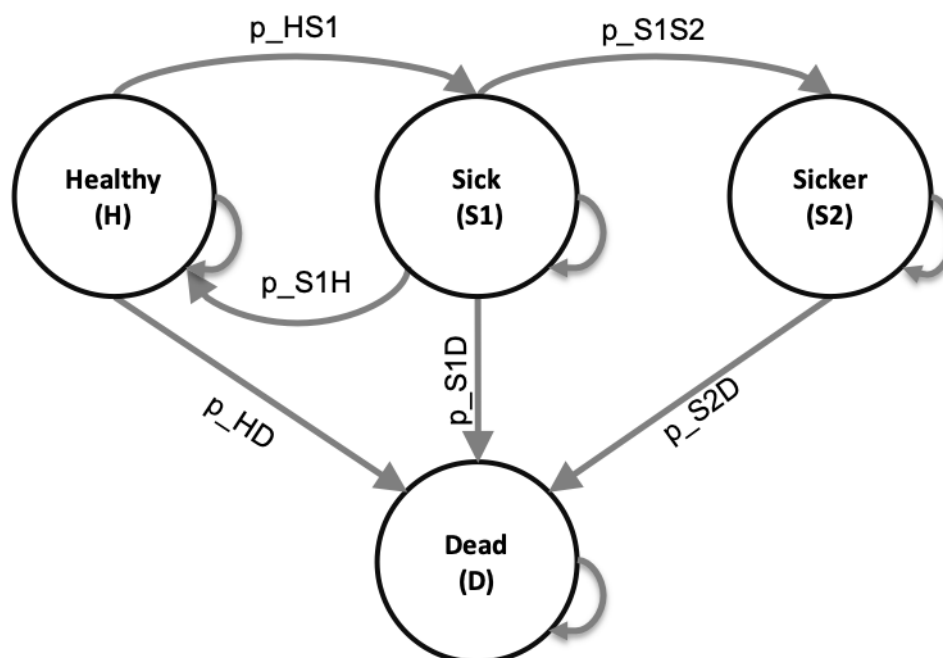 p_HS1
p_S1S2
Healthy
(H)
Sick
(S1)
Sicker
(S2)
p_S1H
p_HD
p_S1D
p_S2D
Dead
(D)